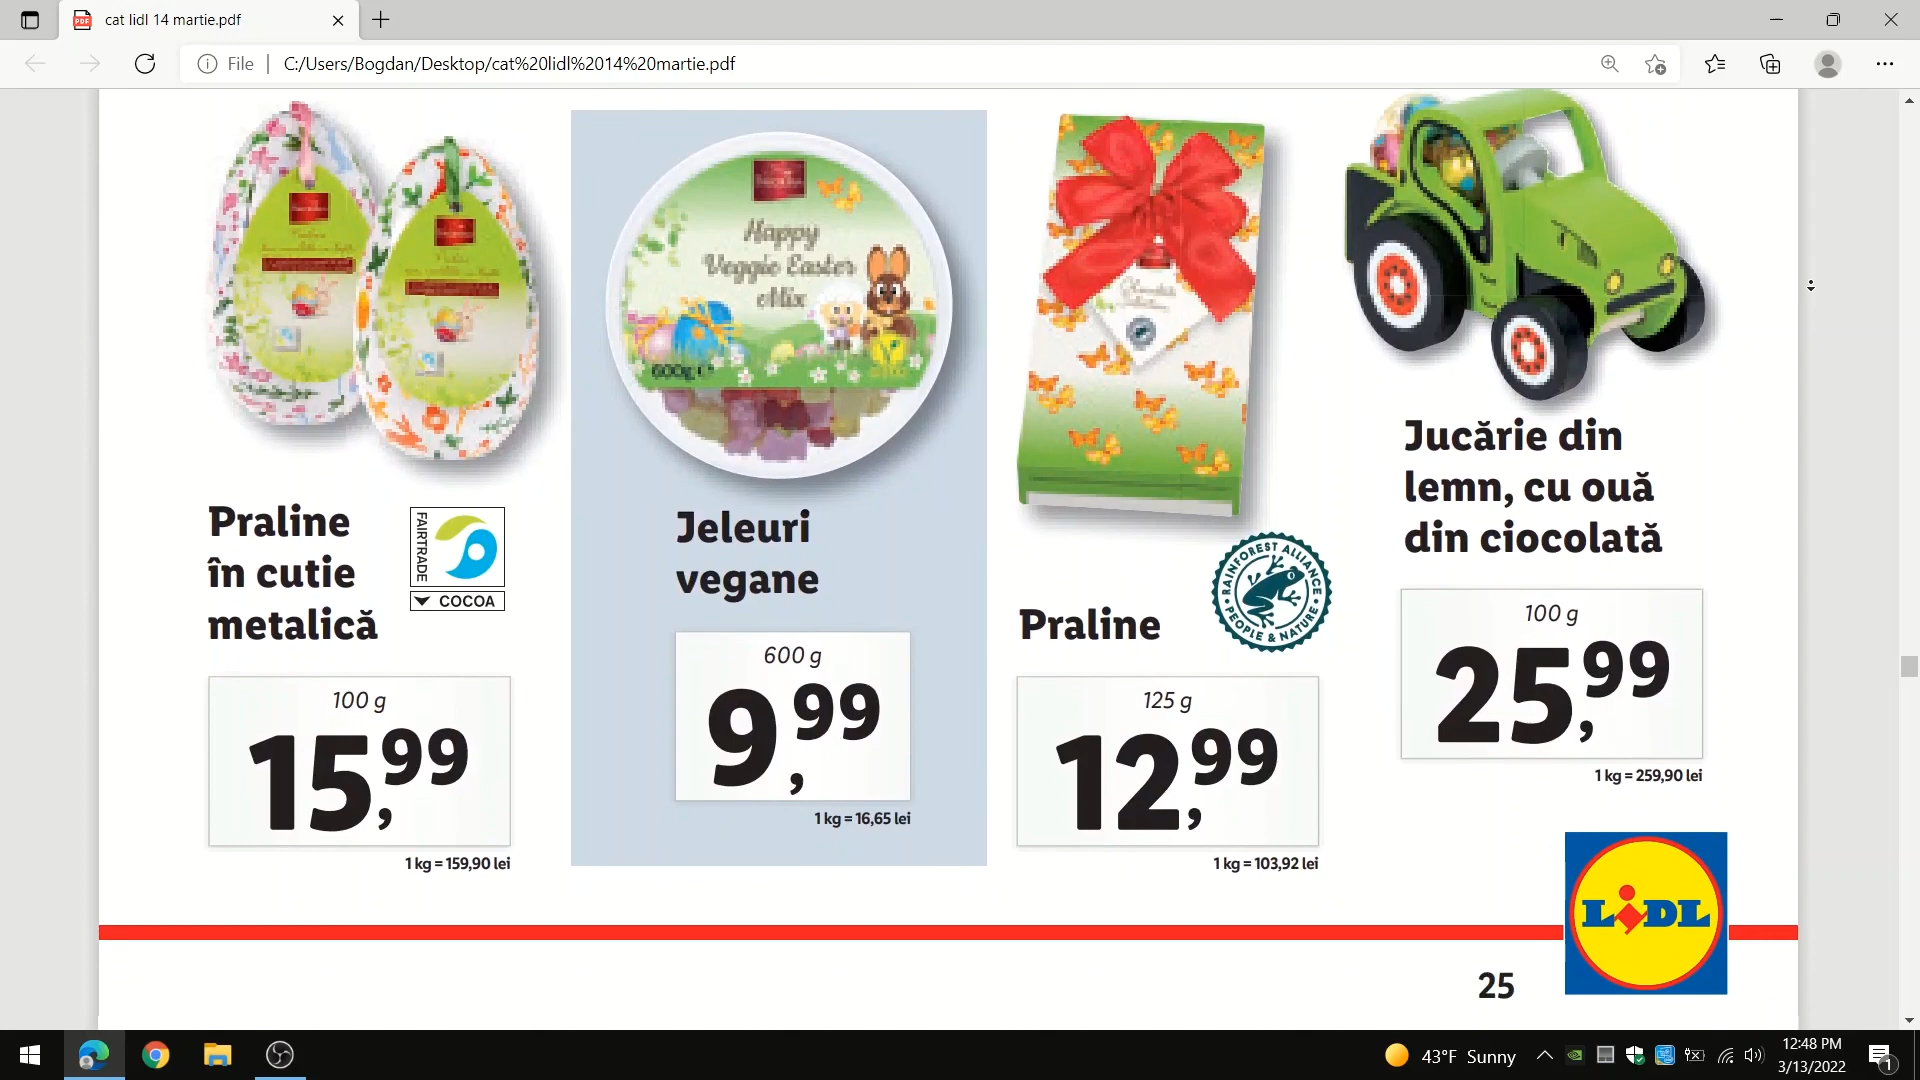 cat lidl 14 martie.pdf
File
C:/Users/Bogdan/Desktop/cat%20lidl%2014%20martie.pdf
Happy
Veggie Easter
Mix
600g e
Praline
în cutie
metalică
FAIRTRADE
COCOA
100 g
15,99
1 kg = 159,90 lei
Jeleuri
vegane
600 g
9,99
1 kg = 16,65 lei
Praline
RAINFOREST ALLIANCE
PEOPLE & NATURE
125 g
12,99
1 kg = 103,92 lei
Jucărie din
lemn, cu ouă
din ciocolată
100 g
25,99
1 kg = 259,90 lei
LIDL
25
43°F Sunny
12:48 PM
3/13/2022
1